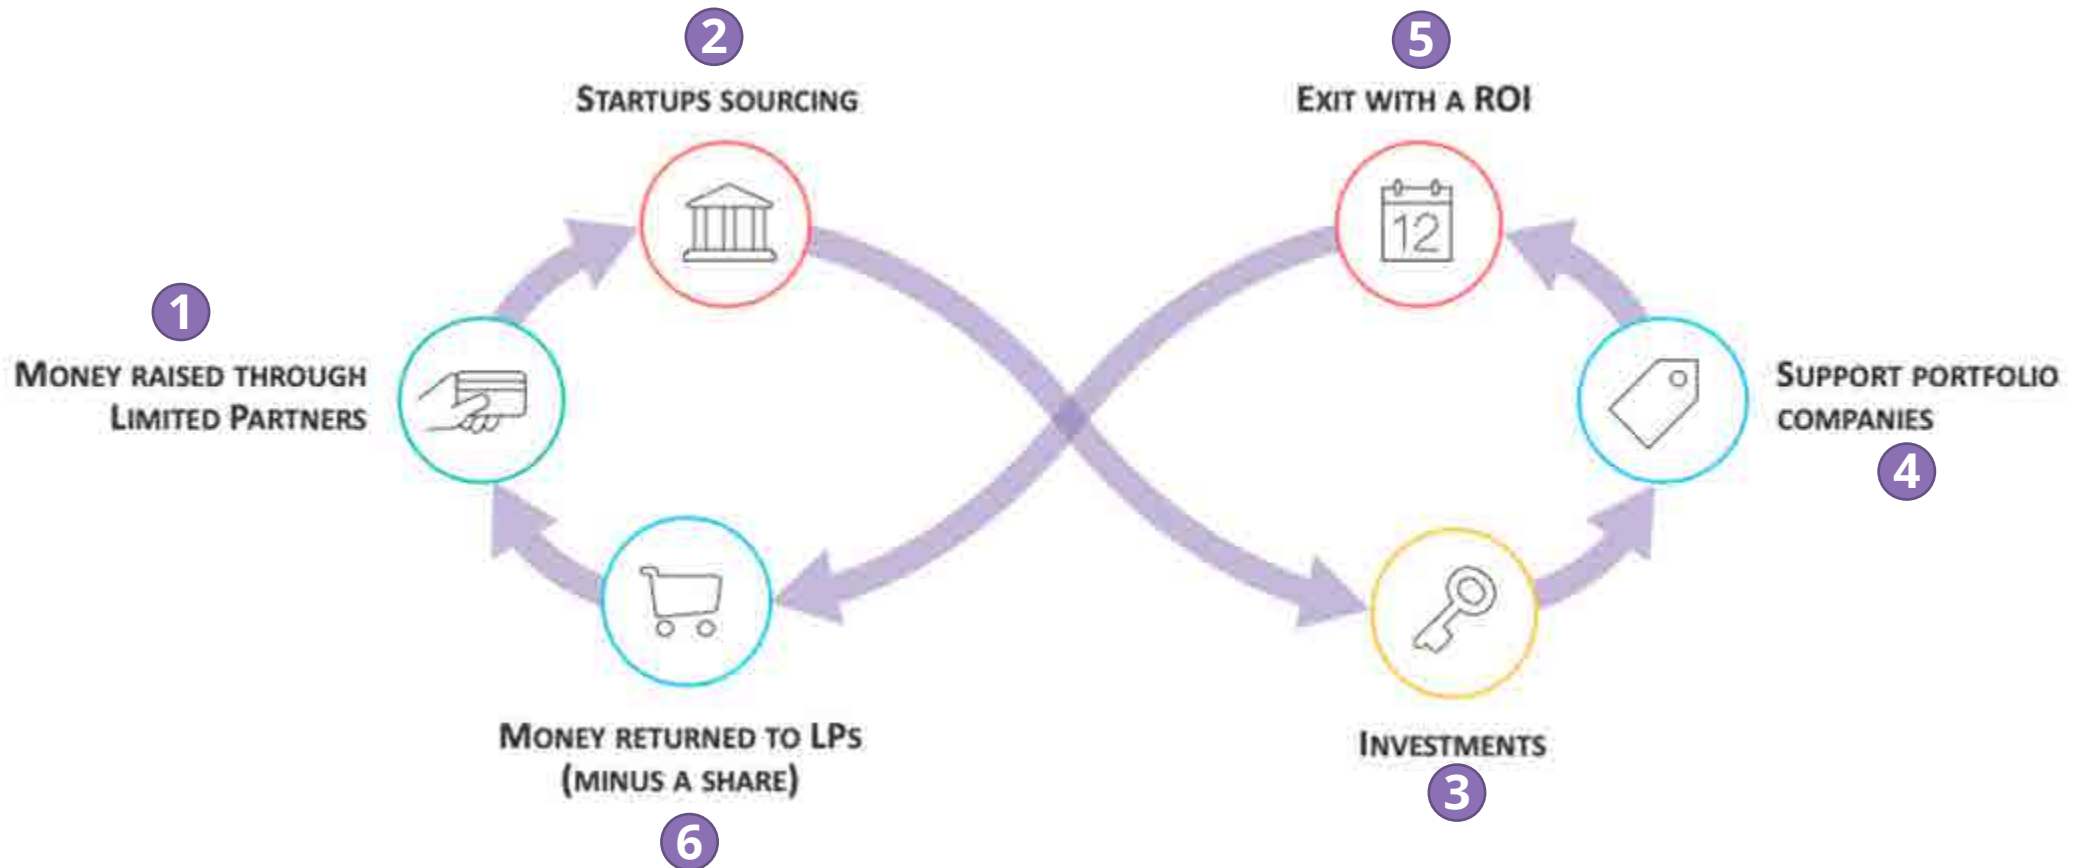 1
MONEY RAISED THROUGH
LIMITED PARTNERS
2
STARTUPS SOURCING
INVESTMENTS
3
SUPPORT PORTFOLIO
COMPANIES
4
5
EXIT WITH A ROI
12
MONEY RETURNED TO LPS
(MINUS A SHARE)
6